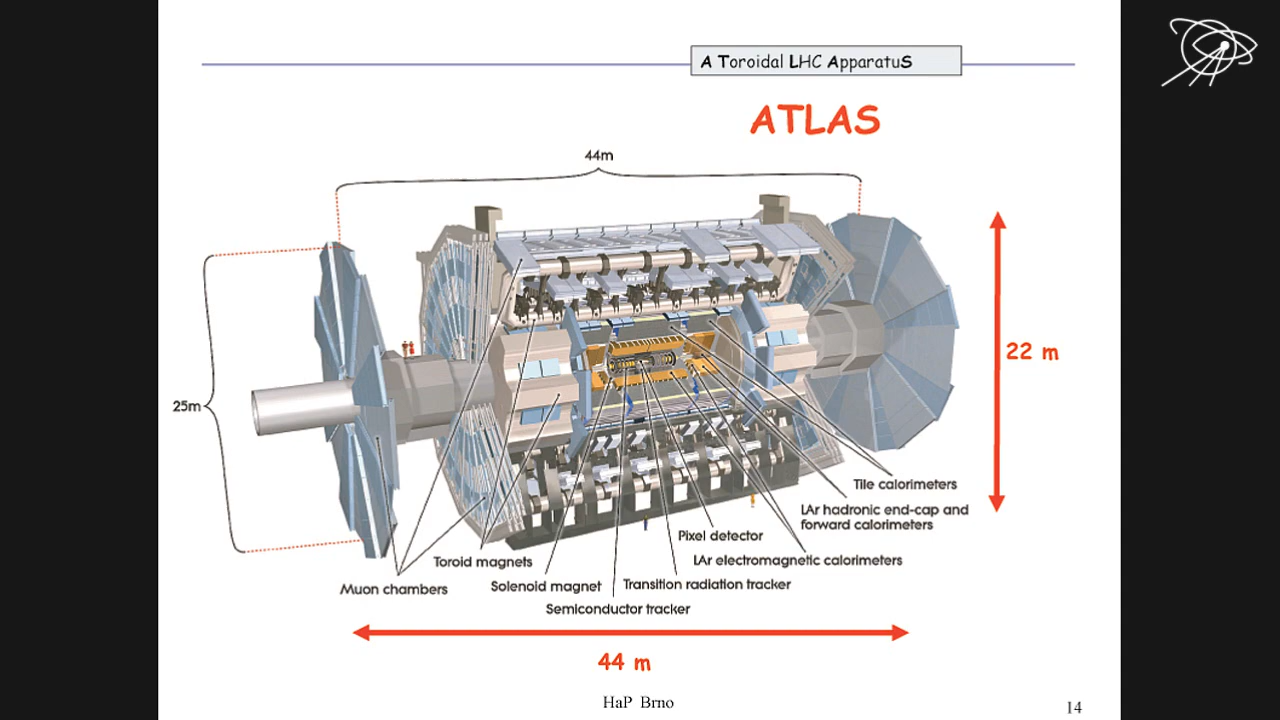 A Toroidal LHC ApparatuS
ATLAS
44m
22 m
25m
Tile calorimeters
LAr hadronic end-cap and
forward calorimeters
Pixel detector
LAr electromagnetic calorimeters
Toroid magnets
Muon chambers
Solenoid magnet
Transition radiation tracker
Semiconductor tracker
44 m
HaP Brno
14